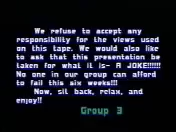 We refuse to accept any
responsibility for the views used
on this tape. We would also like
to ask that this presentation be
taken for what it is- A JOKE!!!!!!
No one in our group can afford
to fail this six weeks!!!
Now, sit back, relax, and
enjoy!!
Group 3